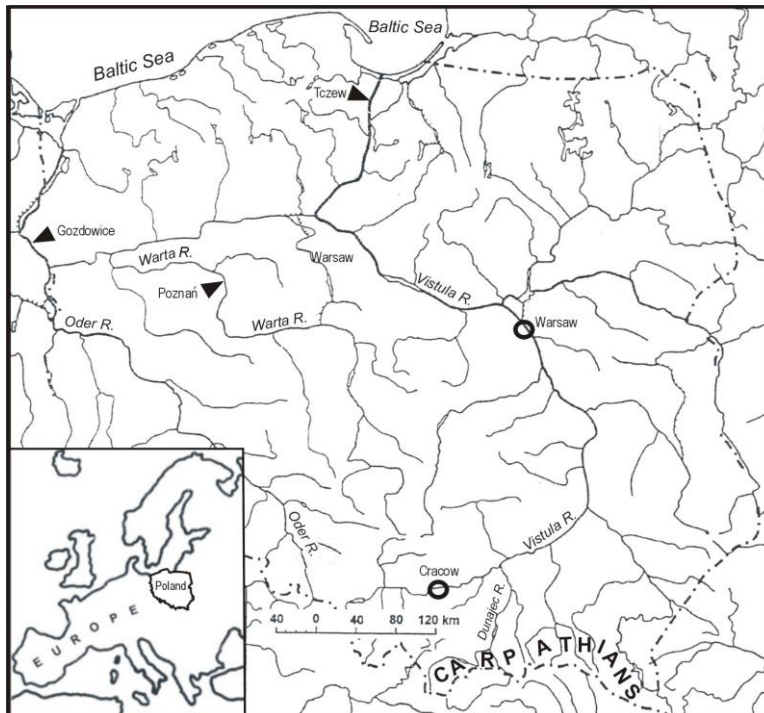 Baltic Sea
Baltic Sea
Tczew
Gozdowice
Warta R.
Warsaw
Poznań
Vistula R.
Oder R.
Warta R.
Warsaw
Oder R.
Vistula R.
Cracow
Poland
EUROPE
Dunajec R.
40 0 40 80 120 km
CARPATHIANS